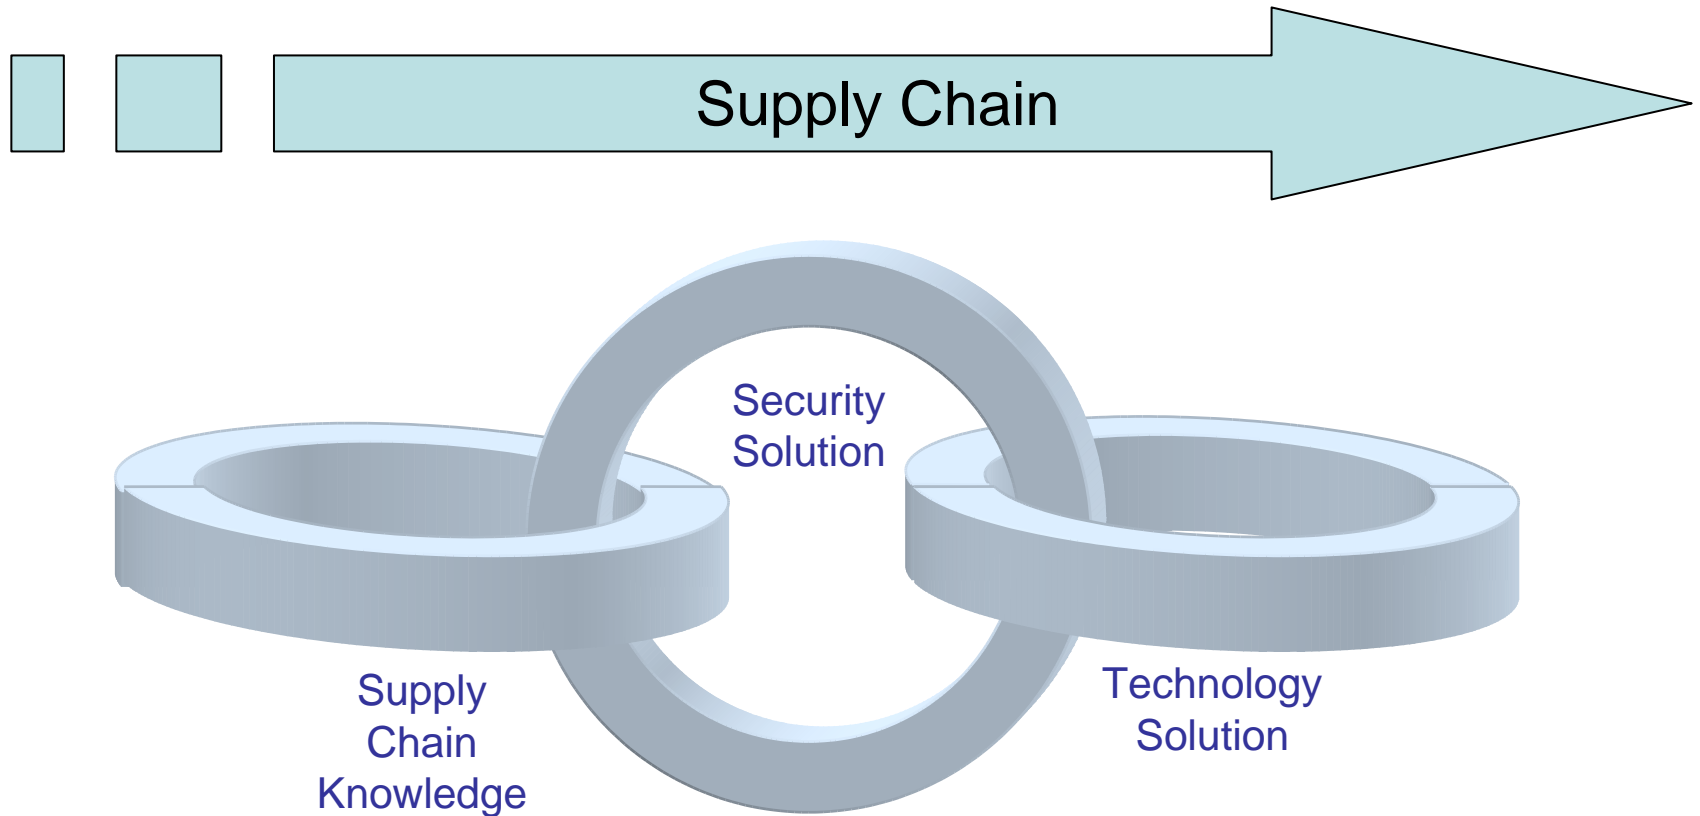 Supply Chain
Security
Solution
Supply
Chain
Knowledge
Technology
Solution